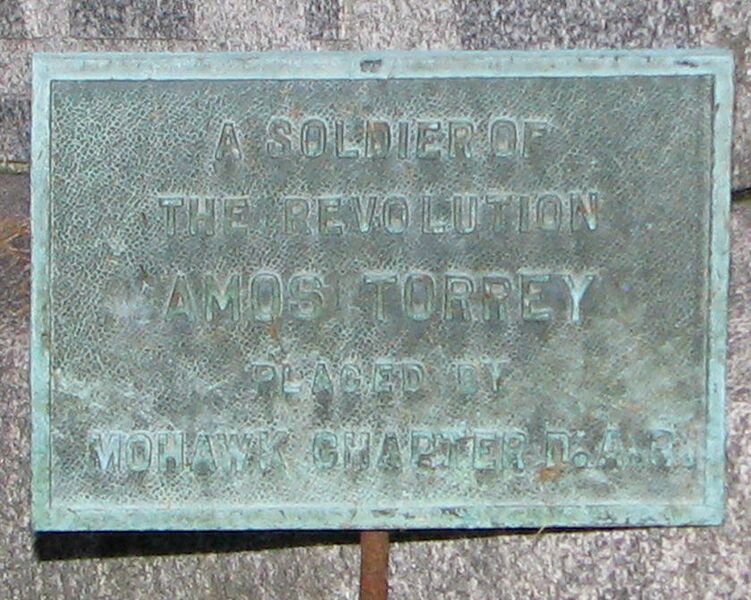 A SOLDIER OF
THE REVOLUTION
AMOS TORREY
PLACED BY
MOHAWK CHAPTER D.A.R.